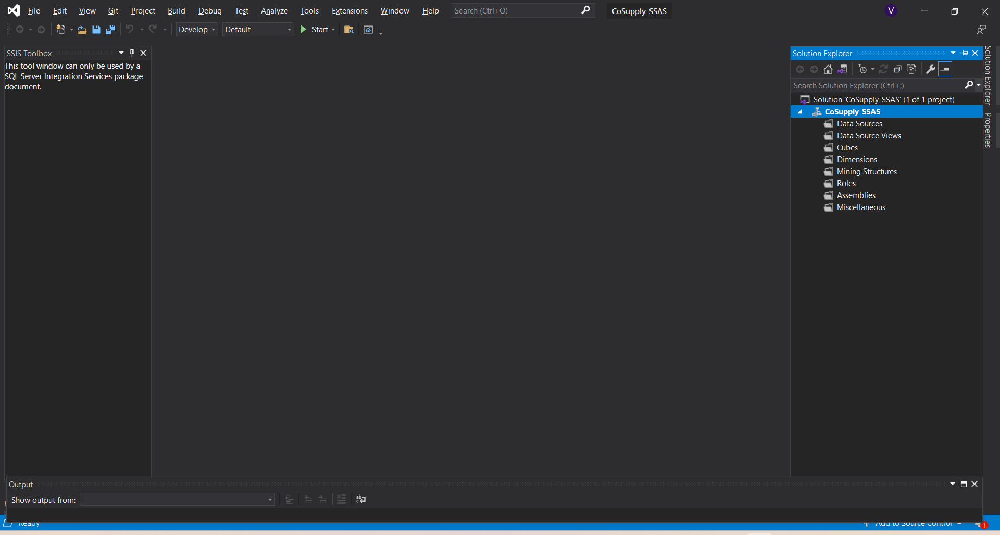 File Edit View Git Project Build Debug Test Analyze Tools Extensions Window Help Search (Ctrl+Q) CoSupply_SSAS V
Develop Default Start
SSIS Toolbox
This tool window can only be used by a
SQL Server Integration Services package
document.
Solution Explorer
Search Solution Explorer (Ctrl+;)
Solution 'CoSupply_SSAS' (1 of 1 project)
CoSupply_SSAS
Data Sources
Data Source Views
Cubes
Dimensions
Mining Structures
Roles
Assemblies
Miscellaneous
Solution Explorer
Properties
Output
Show output from:
Ready Add to Source Control 1